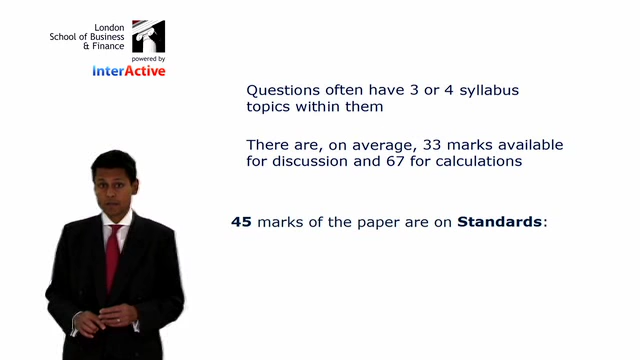 London
School of Business
& Finance
powered by
InterActive
Questions often have 3 or 4 syllabus
topics within them
There are, on average, 33 marks available
for discussion and 67 for calculations
45 marks of the paper are on Standards: